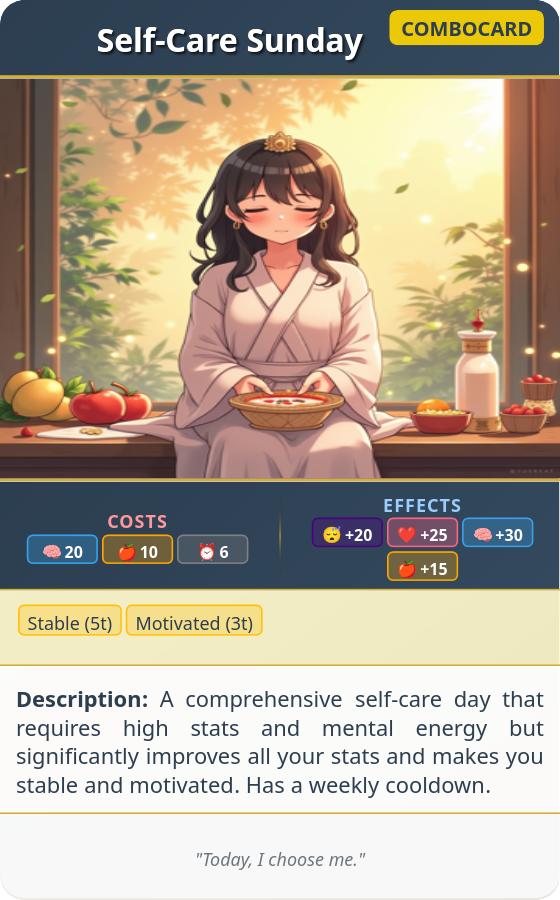 Self-Care Sunday
COMBOCARD
COSTS
🧠 20 🍎 10 ⏰ 6
EFFECTS
😴 +20 ❤️ +25 🧠 +30
🍎 +15
Stable (5t) Motivated (3t)
Description: A comprehensive self-care day that
requires high stats and mental energy but
significantly improves all your stats and makes you
stable and motivated. Has a weekly cooldown.
"Today, I choose me."